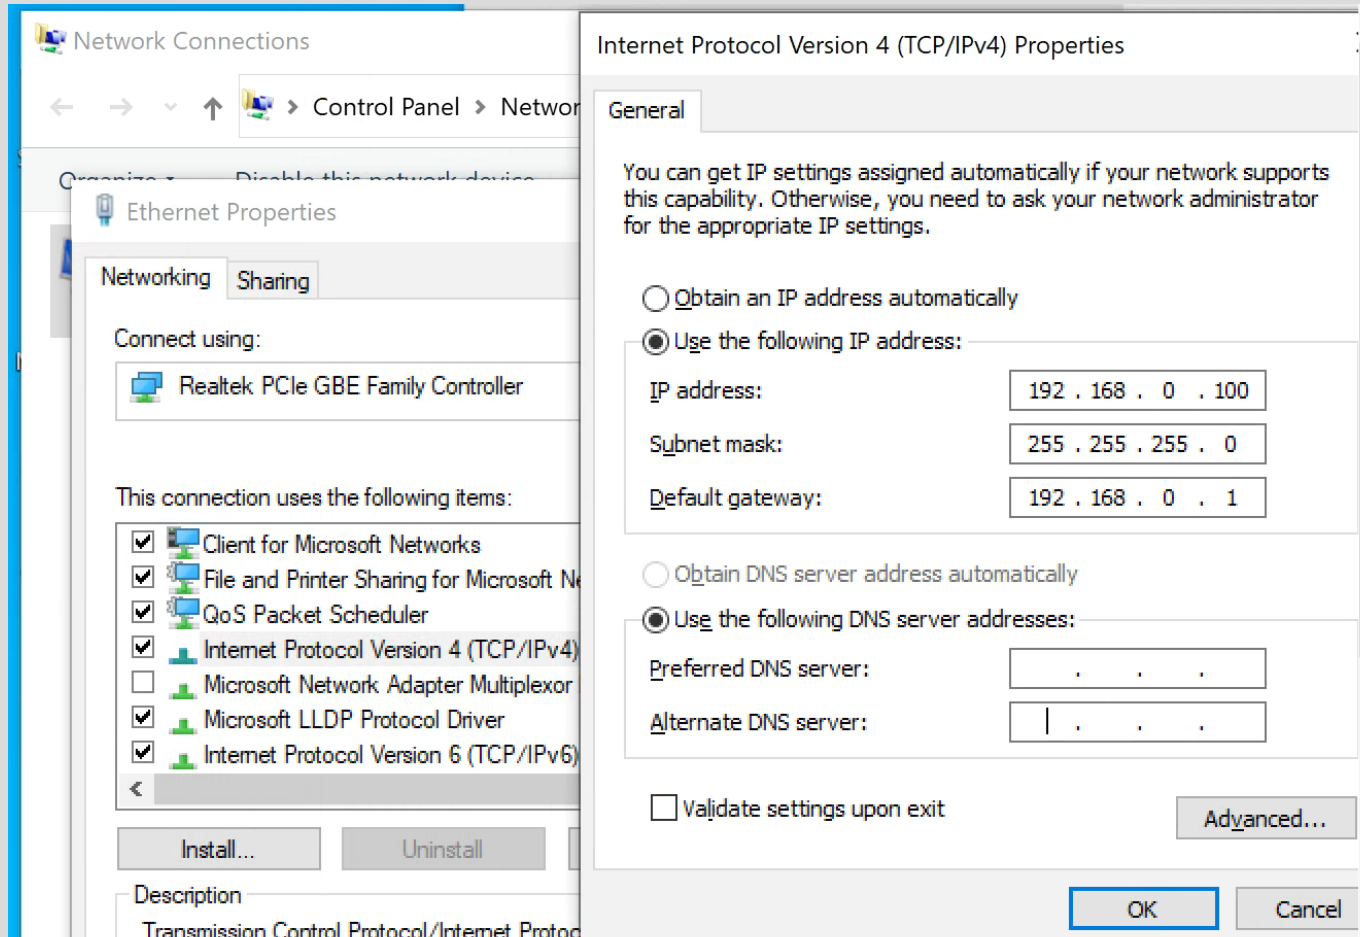 Network Connections
Control Panel
Ethernet Properties
Networking
Sharing
Connect using:
Realtek PCIe GBE Family Controller
This connection uses the following items:
Client for Microsoft Networks
File and Printer Sharing for Microsoft
QoS Packet Scheduler
Internet Protocol Version 4 (TCP/IPv4)
Microsoft Network Adapter Multiplexor
Microsoft LLDP Protocol Driver
Internet Protocol Version 6 (TCP/IPv6)
Install...
Uninstall
Description
Transmission Control Protocol/Internet
Internet Protocol Version 4 (TCP/IPv4) Properties
General
You can get IP settings assigned automatically if your network supports
this capability. Otherwise, you need to ask your network administrator
for the appropriate IP settings.
Obtain an IP address automatically
Use the following IP address:
IP address:
192 . 168 . 0 . 100
Subnet mask:
255 . 255 . 255 . 0
Default gateway:
192 . 168 . 0 . 1
Obtain DNS server address automatically
Use the following DNS server addresses:
Preferred DNS server:
. . .
Alternate DNS server:
. . .
Validate settings upon exit
Advanced...
OK
Cancel